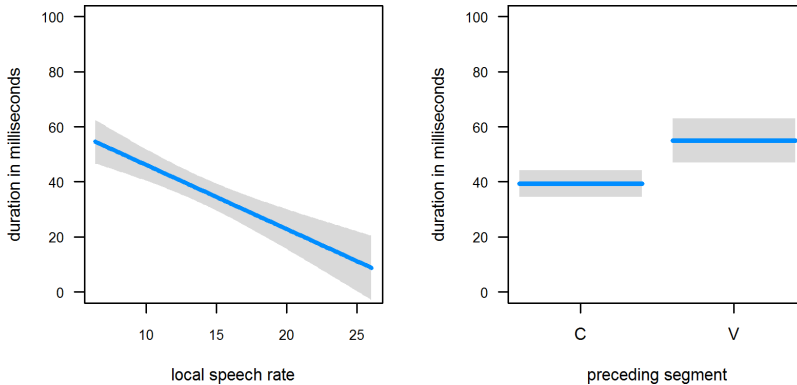 duration in milliseconds
100
80
60
40
20
0
10
15
20
25
local speech rate
duration in milliseconds
100
80
60
40
20
0
C
V
preceding segment